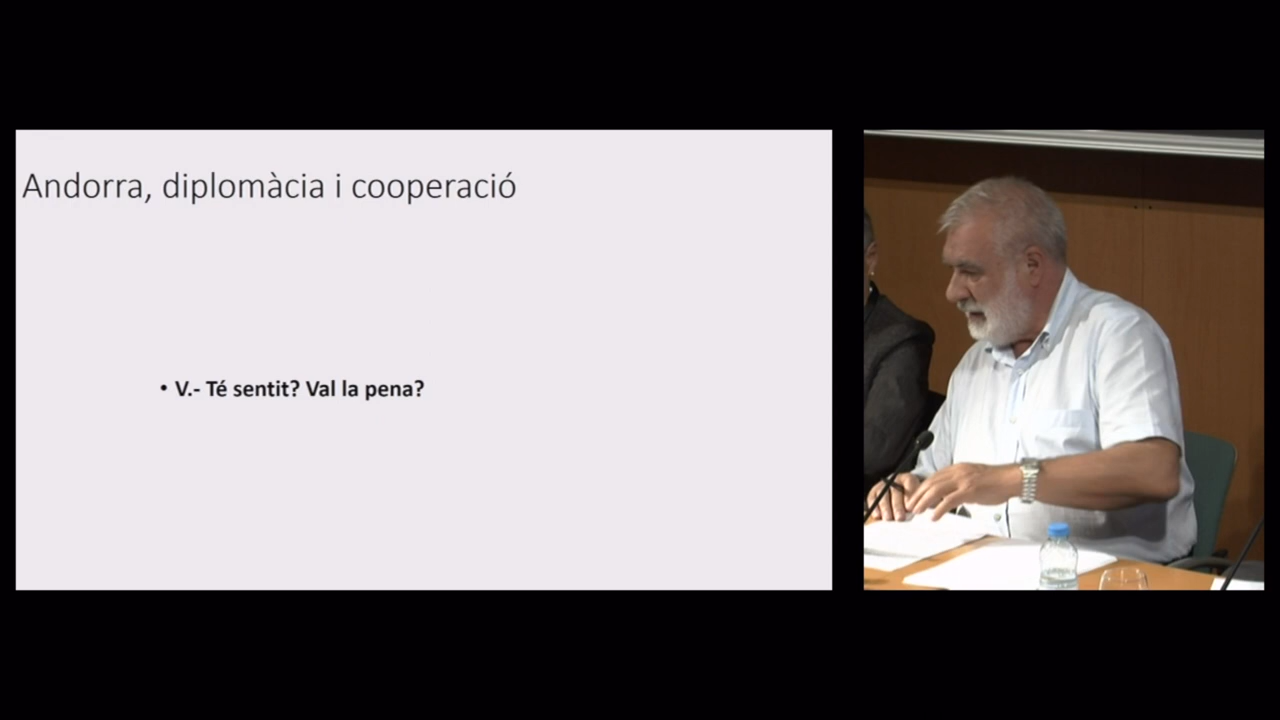 Andorra, diplomàcia i cooperació
• V.- Té sentit? Val la pena?